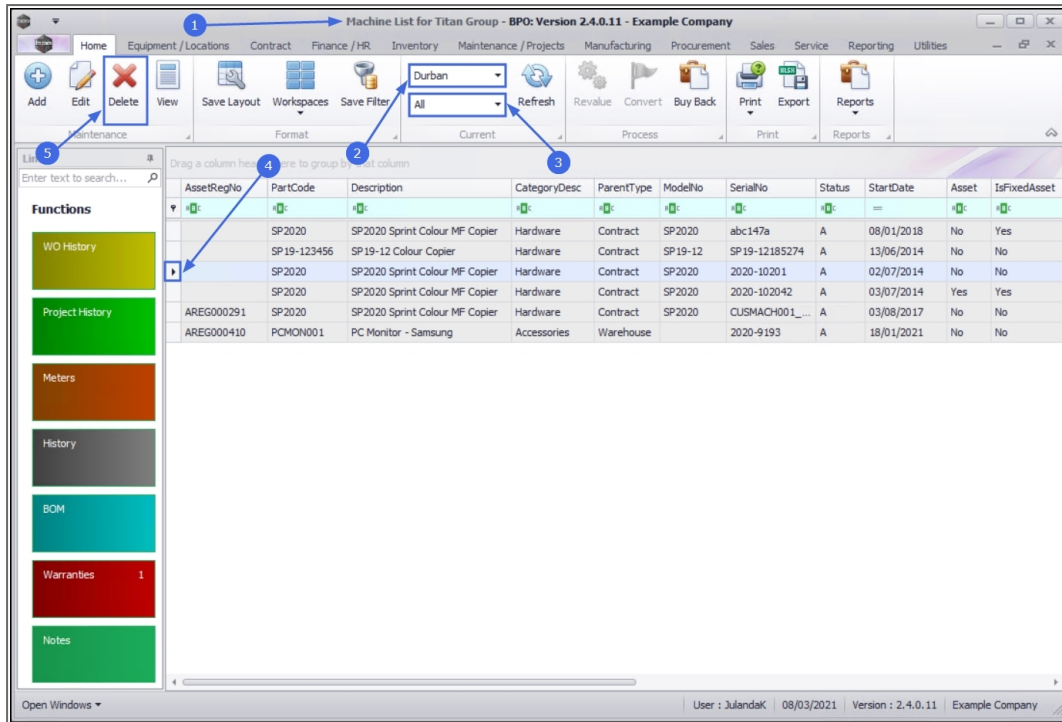 1
Machine List for Titan Group - BPO: Version 2.4.0.11 - Example Company
Home Equipment / Locations Contract Finance / HR Inventory Maintenance / Projects Manufacturing Procurement Sales Service Reporting Utilities
Durban
All
Add Edit Delete View Save Layout Workspaces Save Filter Refresh Revalue Convert Buy Back Print Export Reports
Maintenance Format Current Process Print Reports
5 2 3 4
Drag a column here to group by that column
Enter text to search...
AssetRegNo PartCode Description CategoryDesc ParentType ModelNo SerialNo Status StartDate Asset IsFixedAsset
Functions
SP2020 SP2020 Sprint Colour MF Copier Hardware Contract SP2020 abc147a A 08/01/2018 No Yes
WO History
SP19-123456 SP19-12 Colour Copier Hardware Contract SP19-12 SP19-12185274 A 13/06/2014 No No
SP2020 SP2020 Sprint Colour MF Copier Hardware Contract SP2020 2020-10201 A 02/07/2014 No No
SP2020 SP2020 Sprint Colour MF Copier Hardware Contract SP2020 2020-102042 A 03/07/2014 Yes Yes
Project History
AREG000291 SP2020 SP2020 Sprint Colour MF Copier Hardware Contract SP2020 CUSMACH001_... A 03/08/2017 No No
AREG000410 PCMON001 PC Monitor - Samsung Accessories Warehouse 2020-9193 A 18/01/2021 No No
Meters
History
BOM
Warranties 1
Notes
Open Windows
User : JulandaK 08/03/2021 Version : 2.4.0.11 Example Company